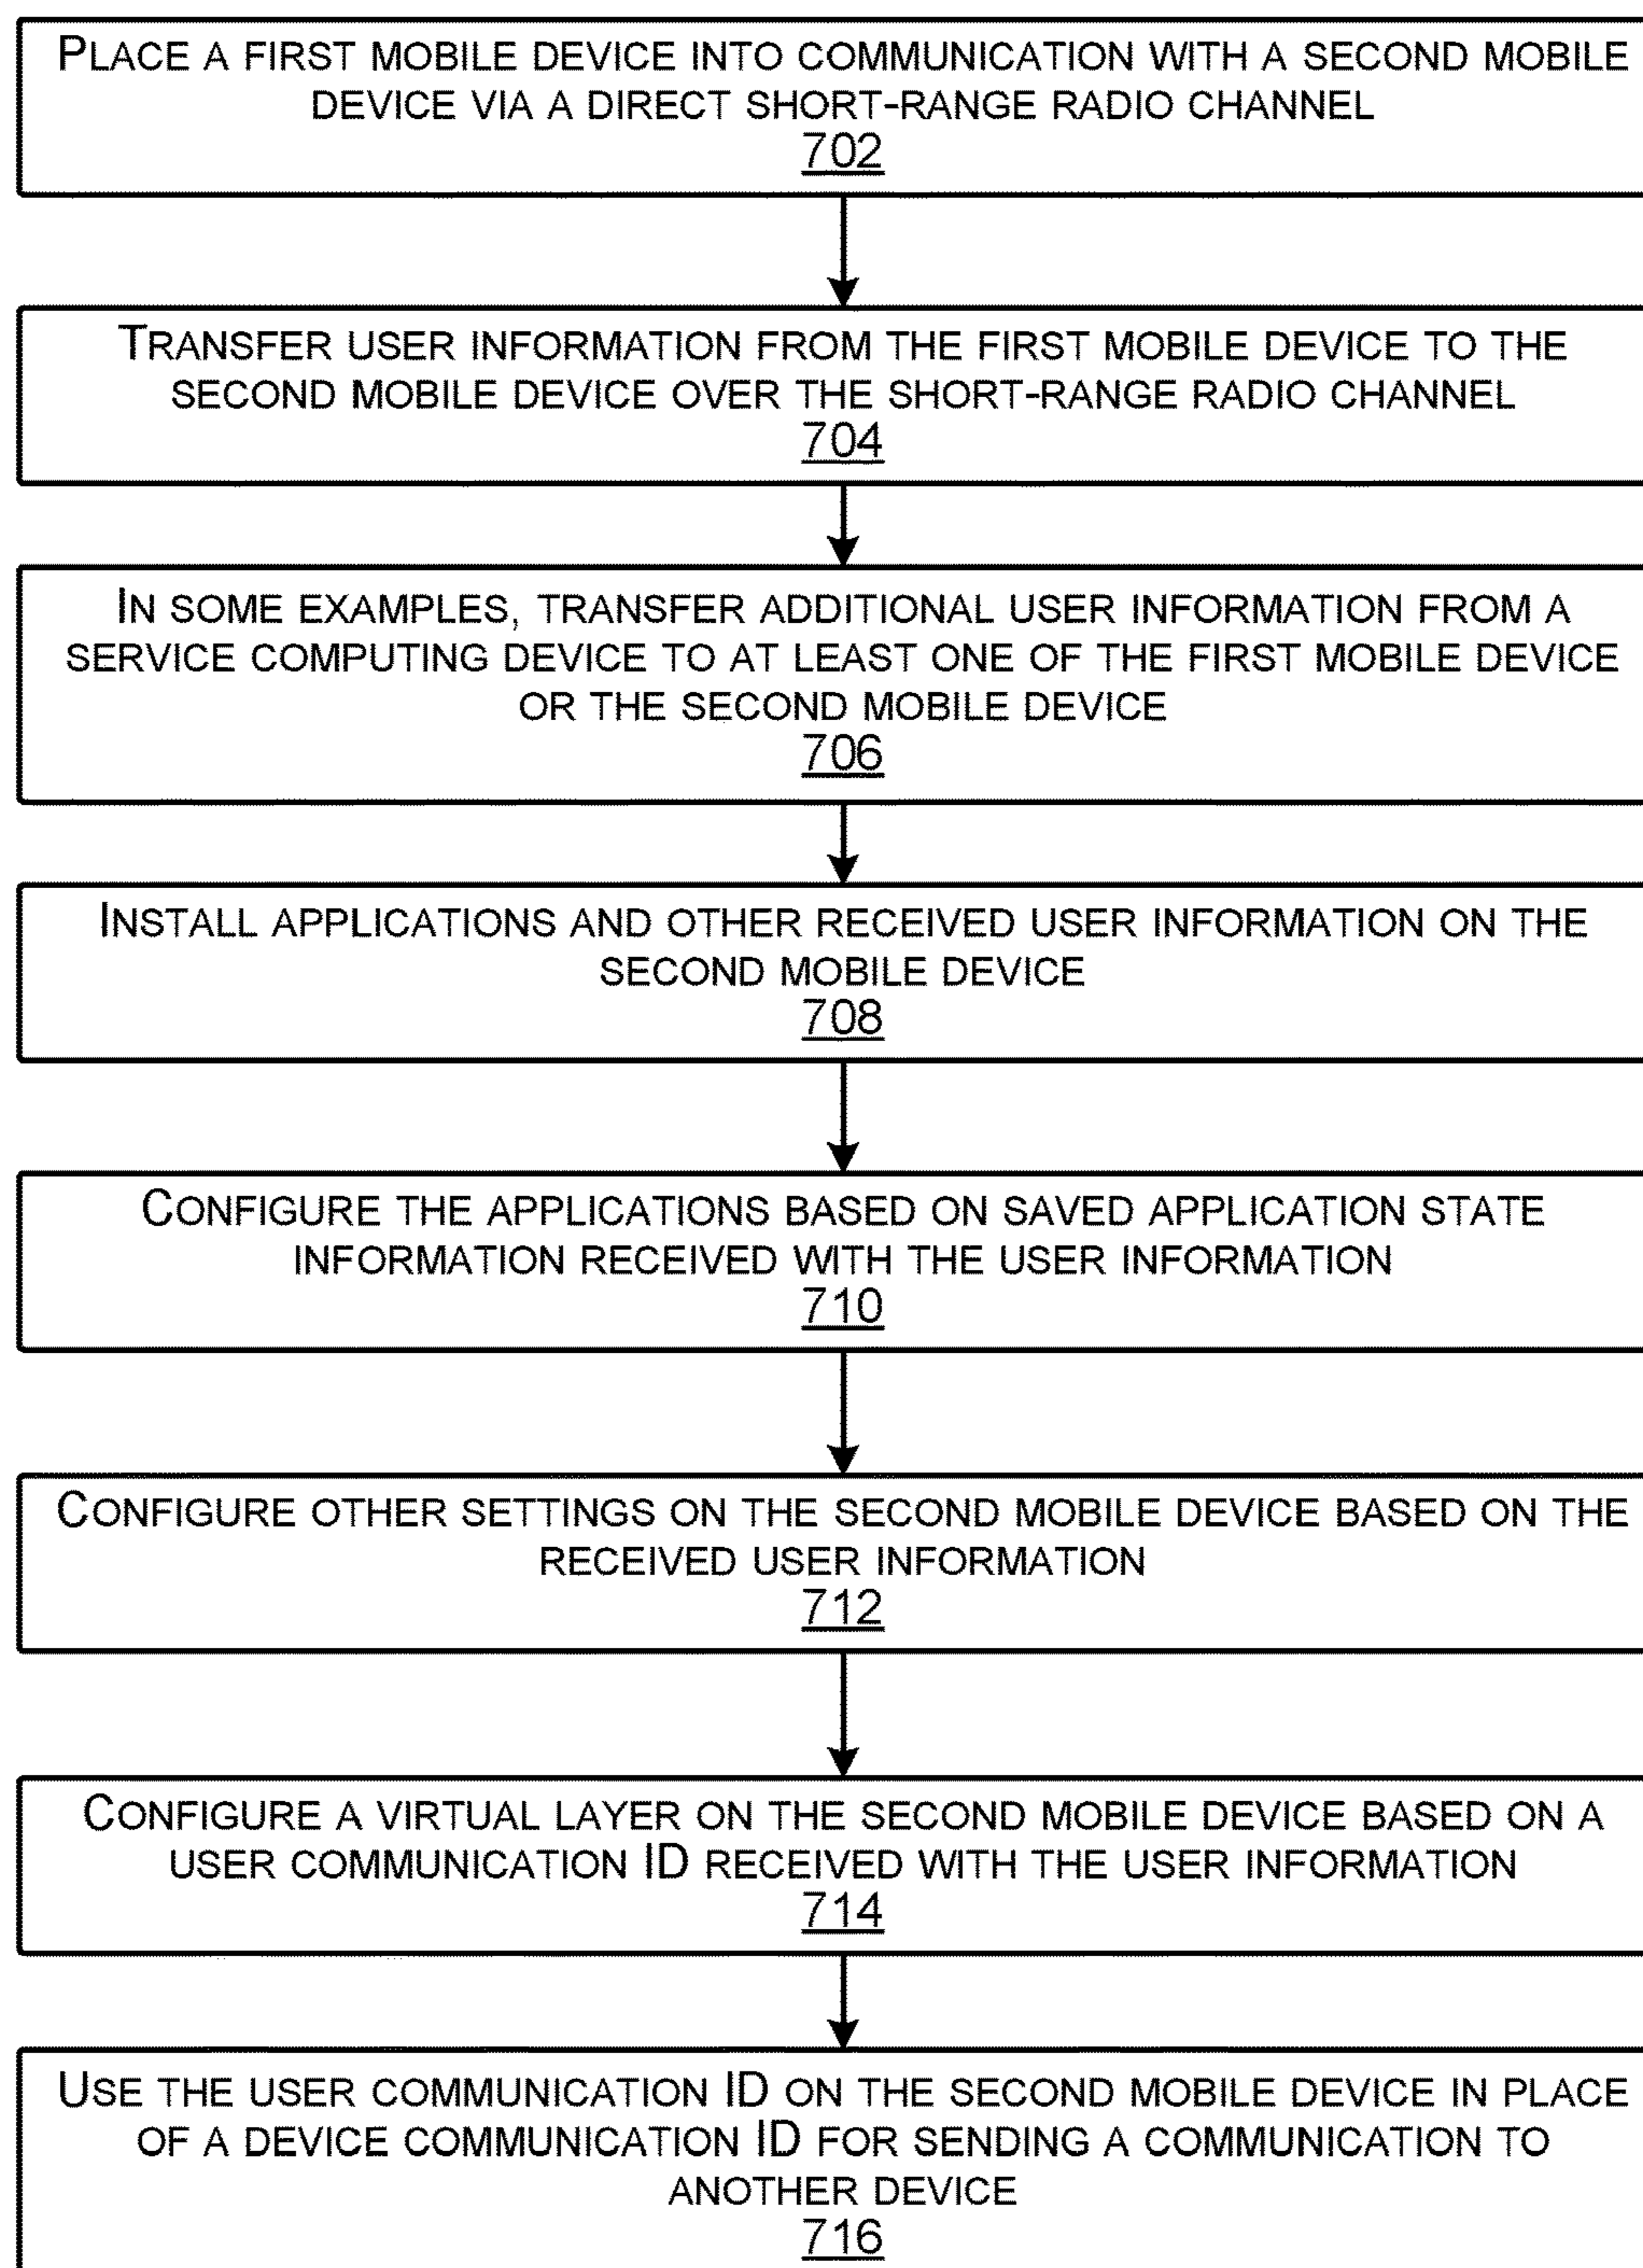 PLACE A FIRST MOBILE DEVICE INTO COMMUNICATION WITH A SECOND MOBILE
DEVICE VIA A DIRECT SHORT-RANGE RADIO CHANNEL
702
TRANSFER USER INFORMATION FROM THE FIRST MOBILE DEVICE TO THE
SECOND MOBILE DEVICE OVER THE SHORT-RANGE RADIO CHANNEL
704
IN SOME EXAMPLES, TRANSFER ADDITIONAL USER INFORMATION FROM A
SERVICE COMPUTING DEVICE TO AT LEAST ONE OF THE FIRST MOBILE DEVICE
OR THE SECOND MOBILE DEVICE
706
INSTALL APPLICATIONS AND OTHER RECEIVED USER INFORMATION ON THE
SECOND MOBILE DEVICE
708
CONFIGURE THE APPLICATIONS BASED ON SAVED APPLICATION STATE
INFORMATION RECEIVED WITH THE USER INFORMATION
710
CONFIGURE OTHER SETTINGS ON THE SECOND MOBILE DEVICE BASED ON THE
RECEIVED USER INFORMATION
712
CONFIGURE A VIRTUAL LAYER ON THE SECOND MOBILE DEVICE BASED ON A
USER COMMUNICATION ID RECEIVED WITH THE USER INFORMATION
714
USE THE USER COMMUNICATION ID ON THE SECOND MOBILE DEVICE IN PLACE
OF A DEVICE COMMUNICATION ID FOR SENDING A COMMUNICATION TO
ANOTHER DEVICE
716